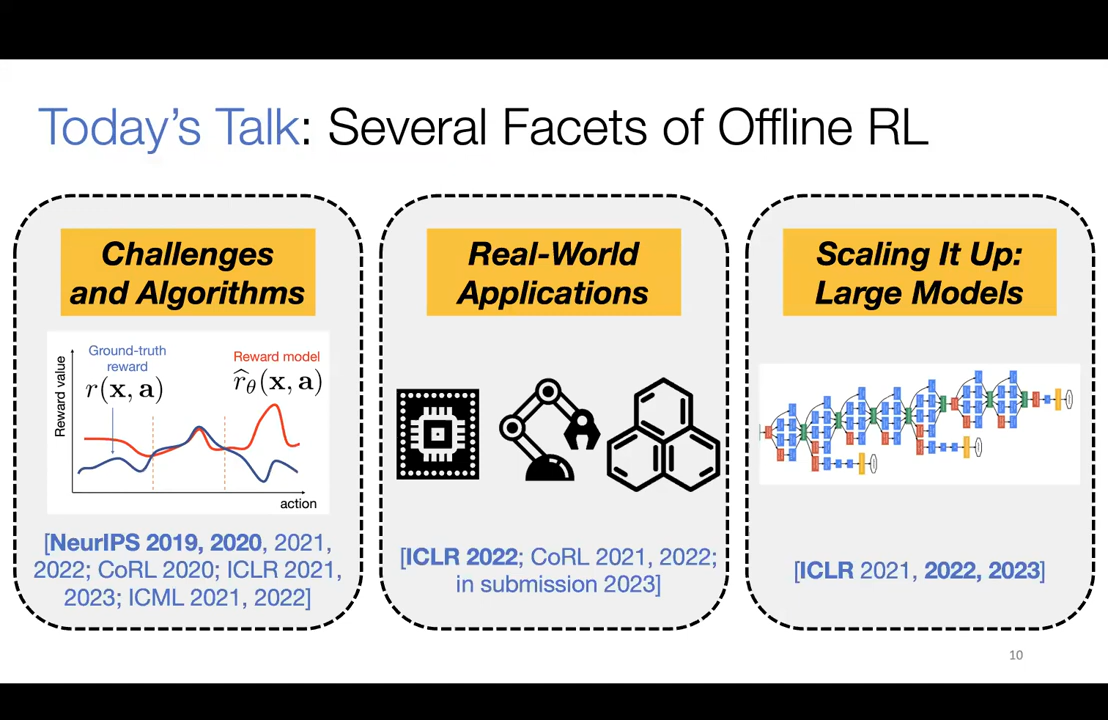 Today's Talk: Several Facets of Offline RL
Challenges
and Algorithms
Ground-truth
reward
r(x, a)
Reward model
r̂θ(x, a)
Reward value
action
[NeurIPS 2019, 2020, 2021,
2022; CoRL 2020; ICLR 2021,
2023; ICML 2021, 2022]
Real-World
Applications
[ICLR 2022; CoRL 2021, 2022;
in submission 2023]
Scaling It Up:
Large Models
[ICLR 2021, 2022, 2023]
10